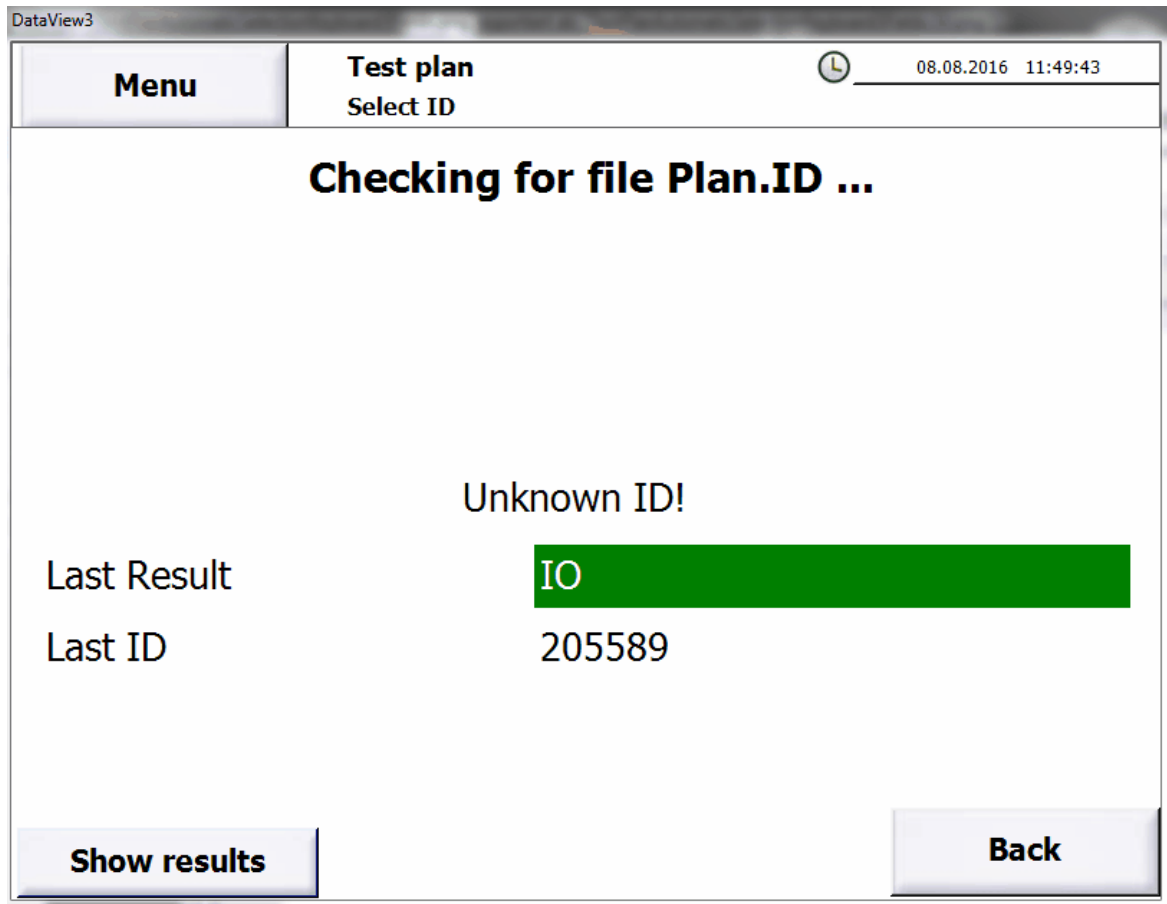 DataView3
Menu
Test plan
08.08.2016 11:49:43
Select ID
Checking for file Plan.ID ...
Unknown ID!
Last Result IO
Last ID 205589
Show results
Back